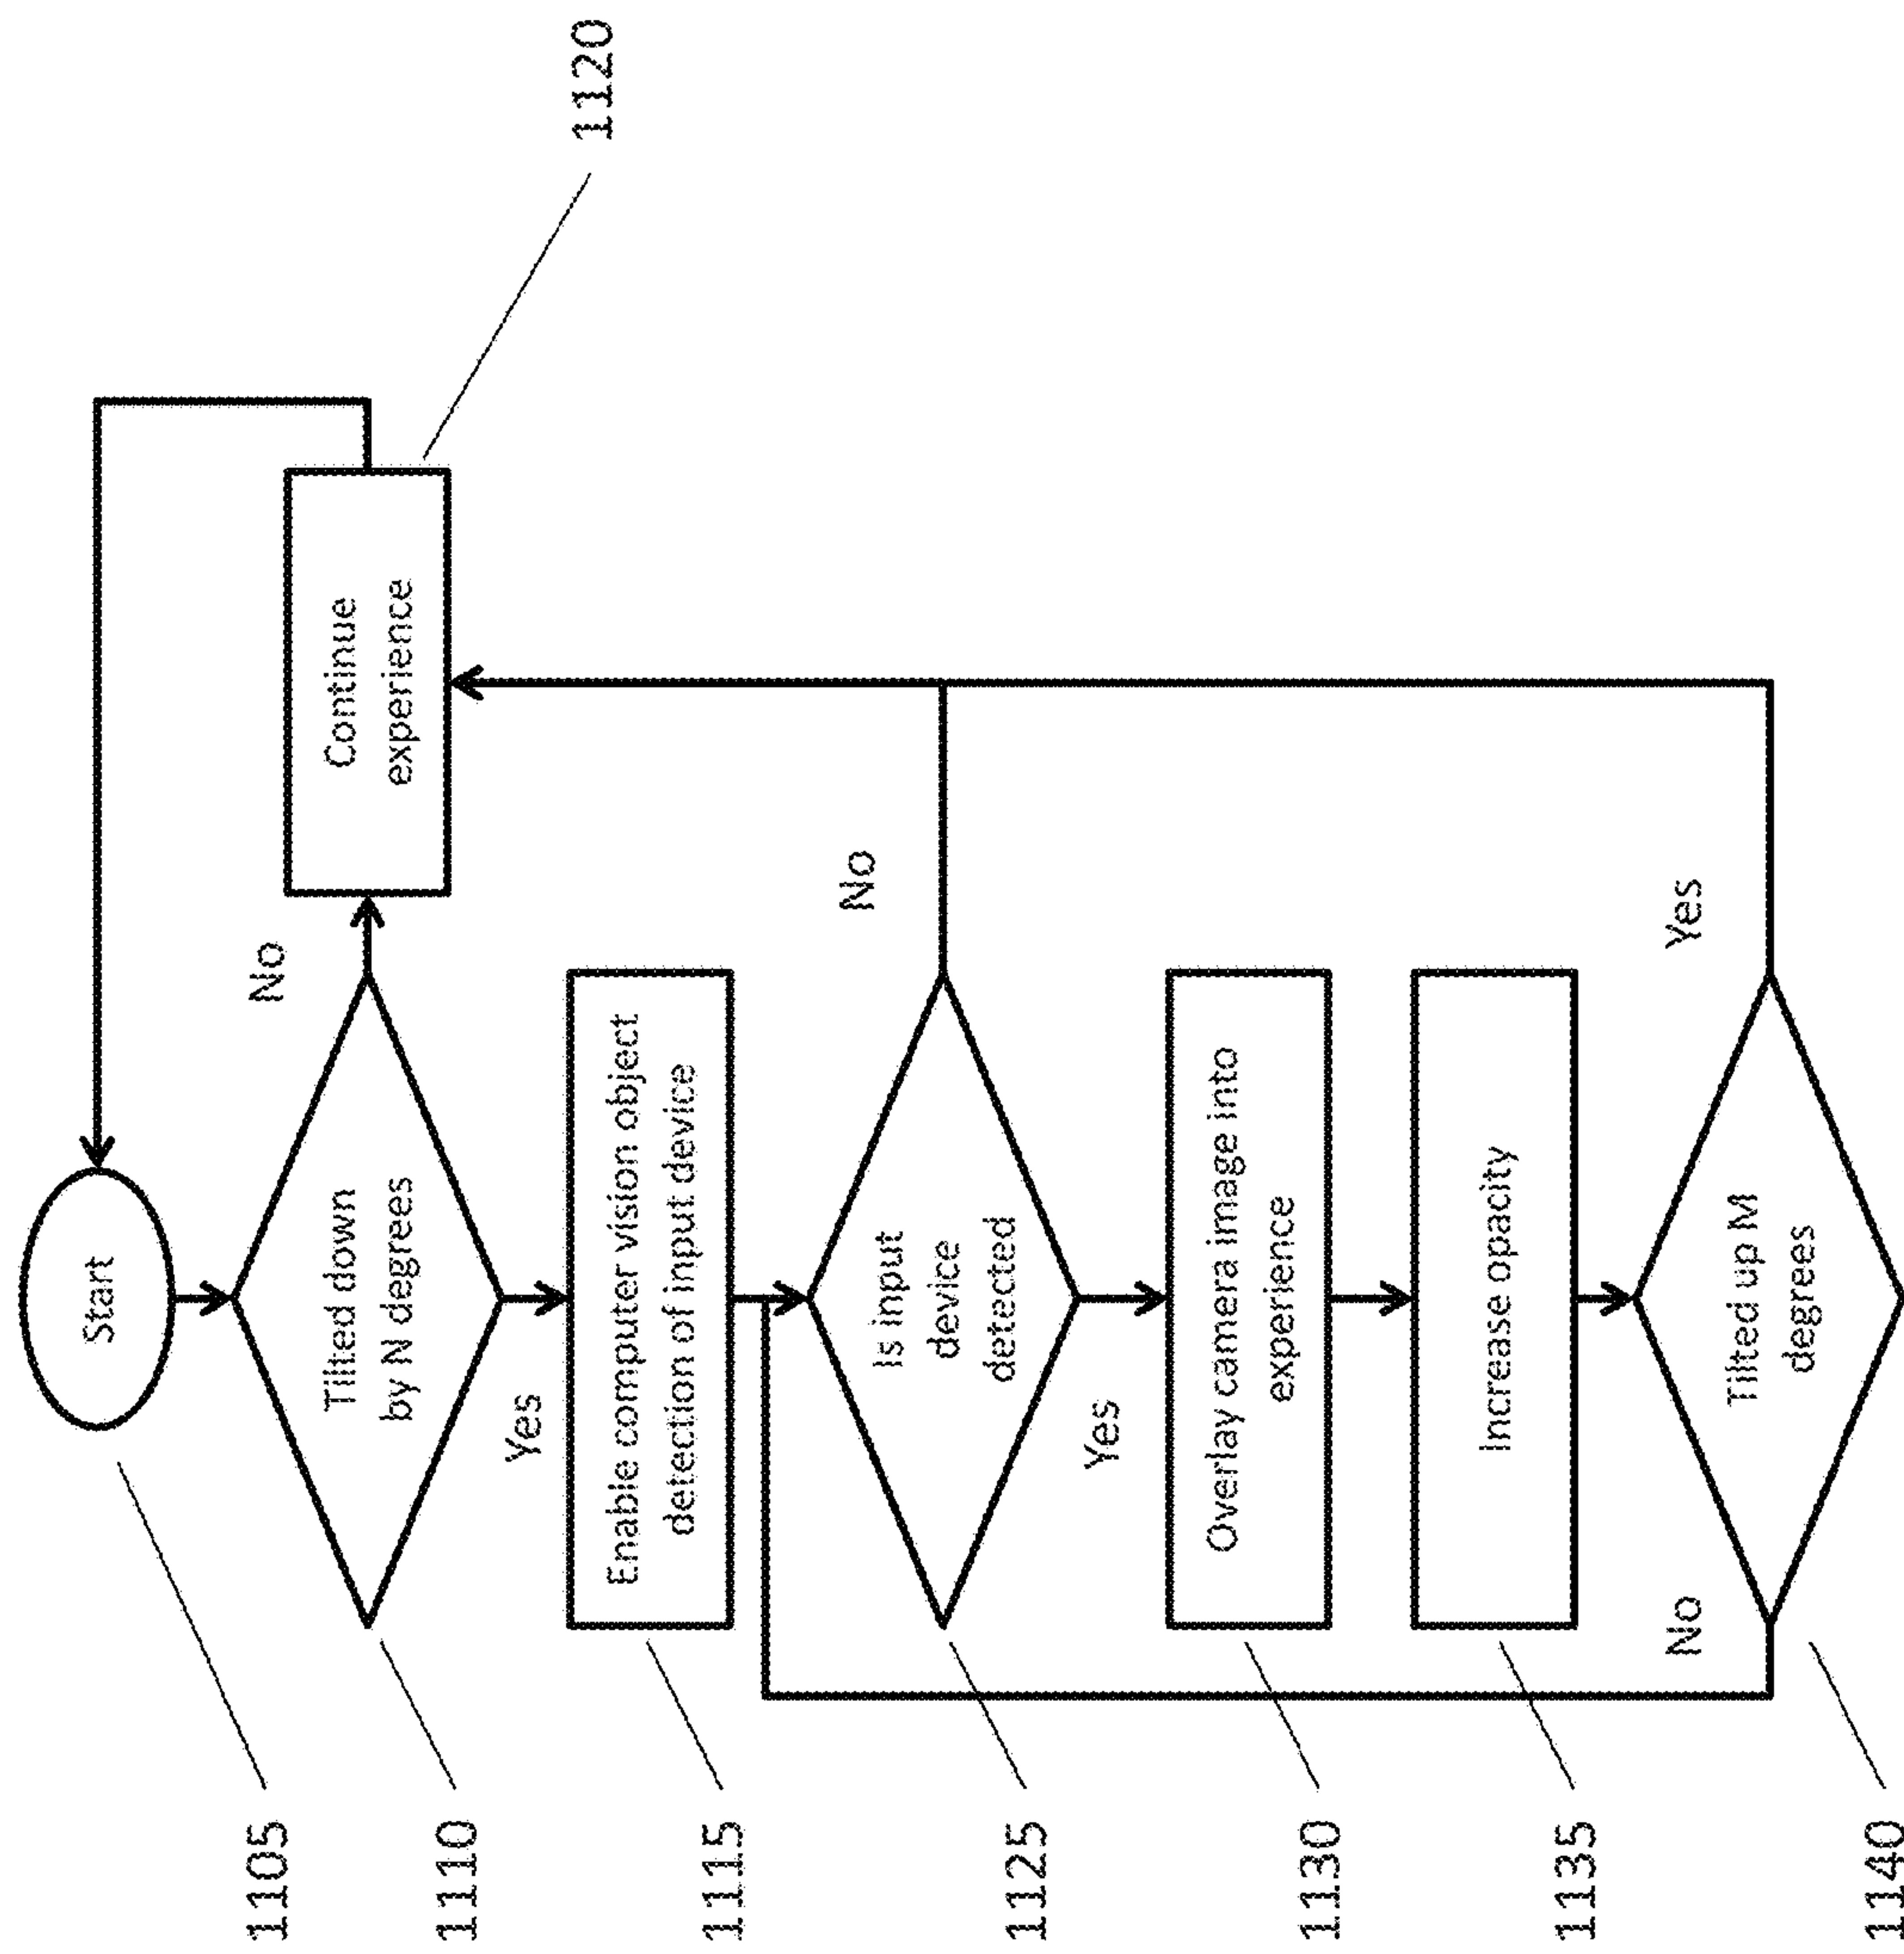 Start
1105
Tilted down
by N degrees
1110
No
Continue
experience
1120
Yes
Enable computer vision object
detection of input device
1115
Is input
device
detected
1125
No
Yes
Overlay camera image into
experience
1130
Increase opacity
1135
Tilted up M
degrees
1140
No
Yes